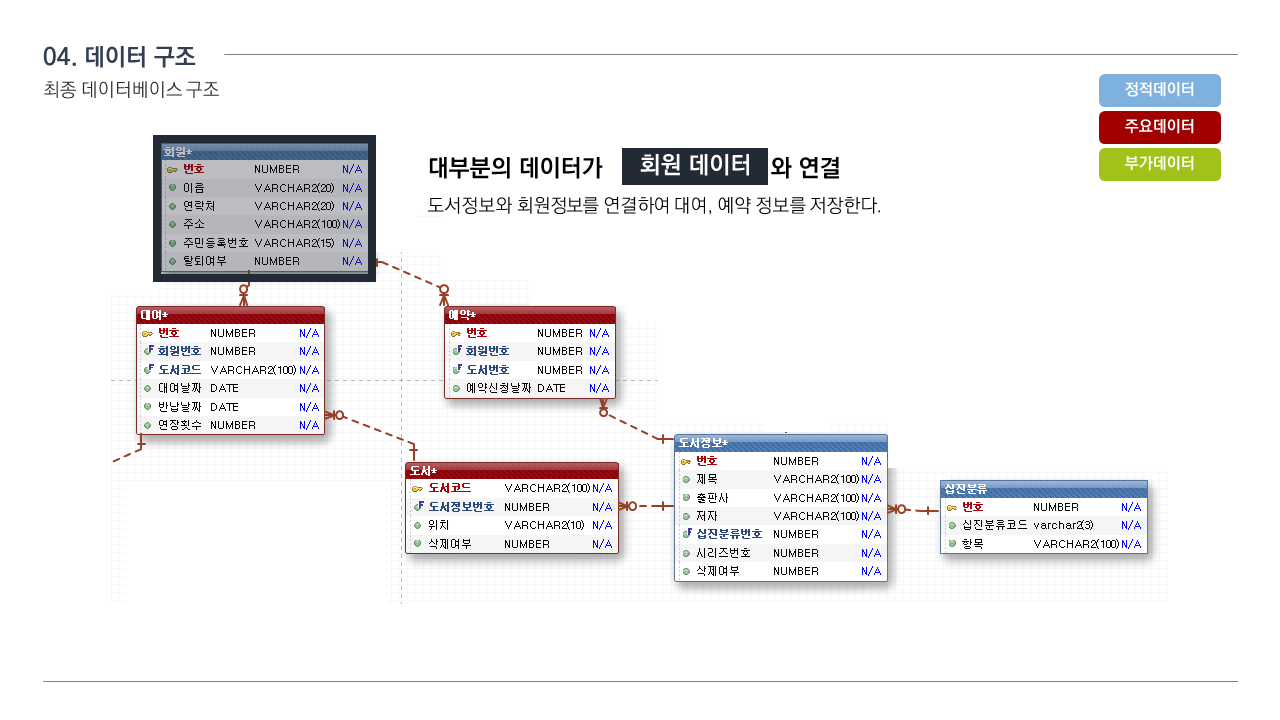 04. 데이터 구조
최종 데이터베이스 구조
정적데이터
주요데이터
부가데이터
대부분의 데이터가 회원 데이터 와 연결
도서정보와 회원정보를 연결하여 대여, 예약 정보를 저장한다.
회원*
번호 NUMBER N/A
이름 VARCHAR2(20) N/A
연락처 VARCHAR2(20) N/A
주소 VARCHAR2(100) N/A
주민등록번호 VARCHAR2(15) N/A
탈퇴여부 NUMBER N/A
대여*
번호 NUMBER N/A
회원번호 NUMBER N/A
도서코드 VARCHAR2(100) N/A
대여날짜 DATE N/A
반납날짜 DATE N/A
연장횟수 NUMBER N/A
예약*
번호 NUMBER N/A
회원번호 NUMBER N/A
도서번호 NUMBER N/A
예약신청날짜 DATE N/A
도서*
도서코드 VARCHAR2(100) N/A
도서정보번호 NUMBER N/A
위치 VARCHAR2(10) N/A
삭제여부 NUMBER N/A
도서정보*
번호 NUMBER N/A
제목 VARCHAR2(100) N/A
출판사 VARCHAR2(100) N/A
저자 VARCHAR2(100) N/A
십진분류번호 NUMBER N/A
시리즈번호 NUMBER N/A
삭제여부 NUMBER N/A
십진분류
번호 NUMBER N/A
십진분류코드 varchar2(3) N/A
항목 VARCHAR2(100) N/A